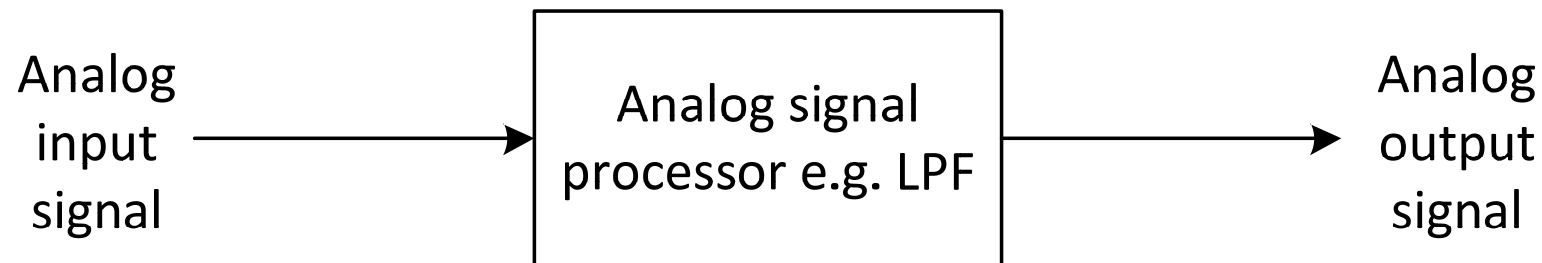 Analog
input
signal
Analog signal
processor e.g. LPF
Analog
output
signal